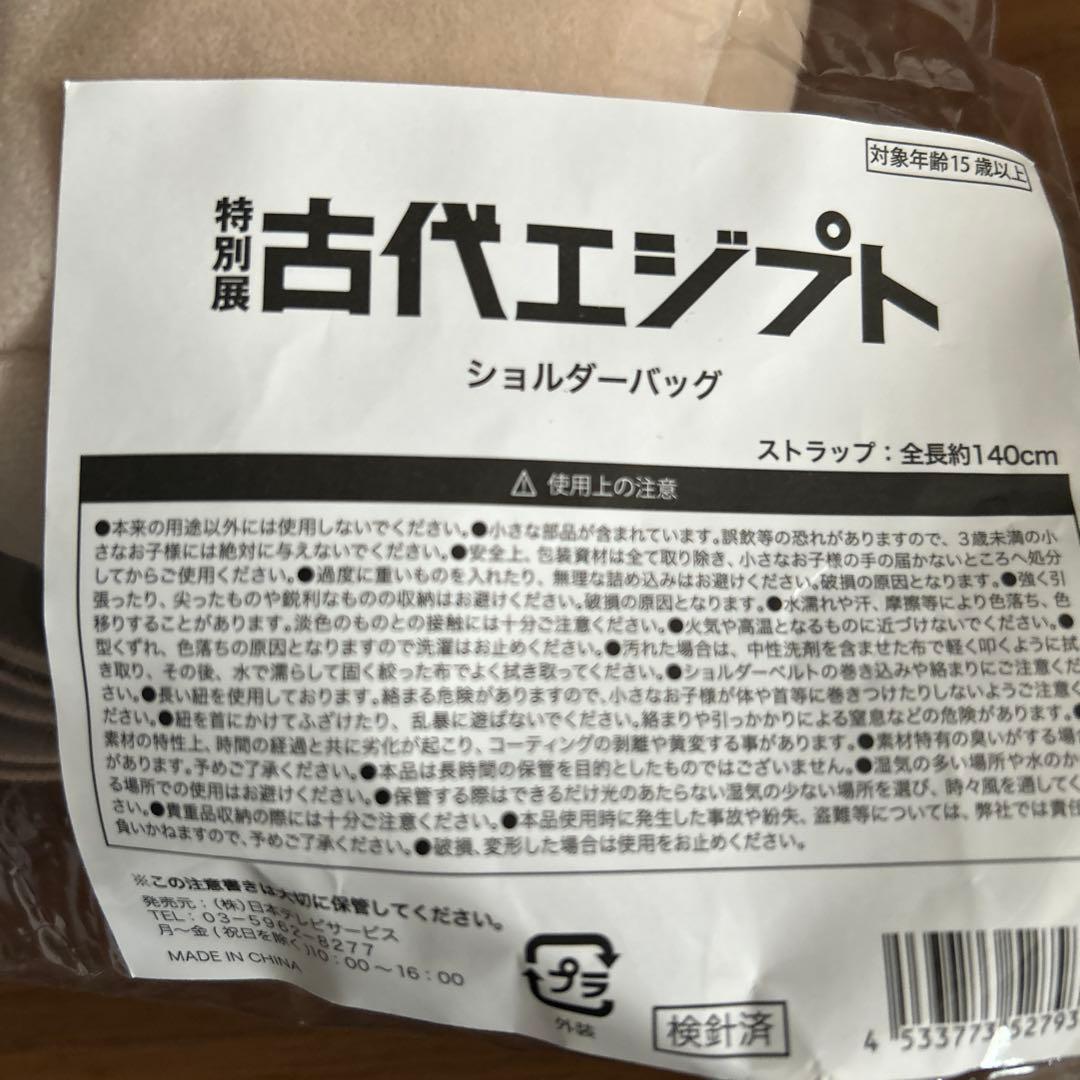 対象年齢15歳以上
特別展
古代エジプト
ショルダーバッグ
ストラップ：全長約140cm
⚠ 使用上の注意
●本来の用途以外には使用しないでください。●小さな部品が含まれています。誤飲等の恐れがありますので、3歳未満の小
さなお子様には絶対に与えないでください。●安全上、包装資材は全て取り除き、小さなお子様の手の届かないところへ処分
してからご使用ください。●過度に重いものを入れたり、無理な詰め込みはお避けください。破損の原因となります。●強く引
張ったり、尖ったものや鋭利なものの収納はお避けください。破損の原因となります。●水濡れや汗、摩擦等により色落ち、色
移りすることがあります。淡色のものとの接触には十分ご注意ください。●火気や高温となるものに近づけないでください。●
型くずれ、色落ちの原因となりますので洗濯はお止めください。●汚れた場合は、中性洗剤を含ませた布で軽く叩くように拭
き取り、その後、水で濡らして固く絞った布でよく拭き取ってください。●ショルダーベルトの巻き込みや絡まりにご注意くだ
さい。●長い紐を使用しております。絡まる危険がありますので、小さなお子様が体や首等に巻きつけたりしないようご注意く
ださい。●紐を首にかけてふざけたり、乱暴に遊ばないでください。絡まりや引っかかりによる窒息などの危険があります。●
素材の特性上、時間の経過と共に劣化が起こり、コーティングの剥離や黄変する事があります。●素材特有の臭いがする場合
があります。予めご了承ください。●本品は長時間の保管を目的としたものではございません。●湿気の多い場所や水のか
る場所での使用はお避けください。●保管する際はできるだけ光のあたらない湿気の少ない場所を選び、時々風を通してく
さい。●貴重品収納の際には十分ご注意ください。●本品使用時に発生した事故や紛失、盗難等については、弊社では責任
負いかねますので、予めご了承ください。●破損、変形した場合は使用をお止めください。
※この注意書きは大切に保管してください。
発売元：(株)日本テレビサービス
TEL：03-5962-8277
月～金(祝日を除く)10：00～16：00
MADE IN CHINA
プラ
外装
検針済
4 533773 52793